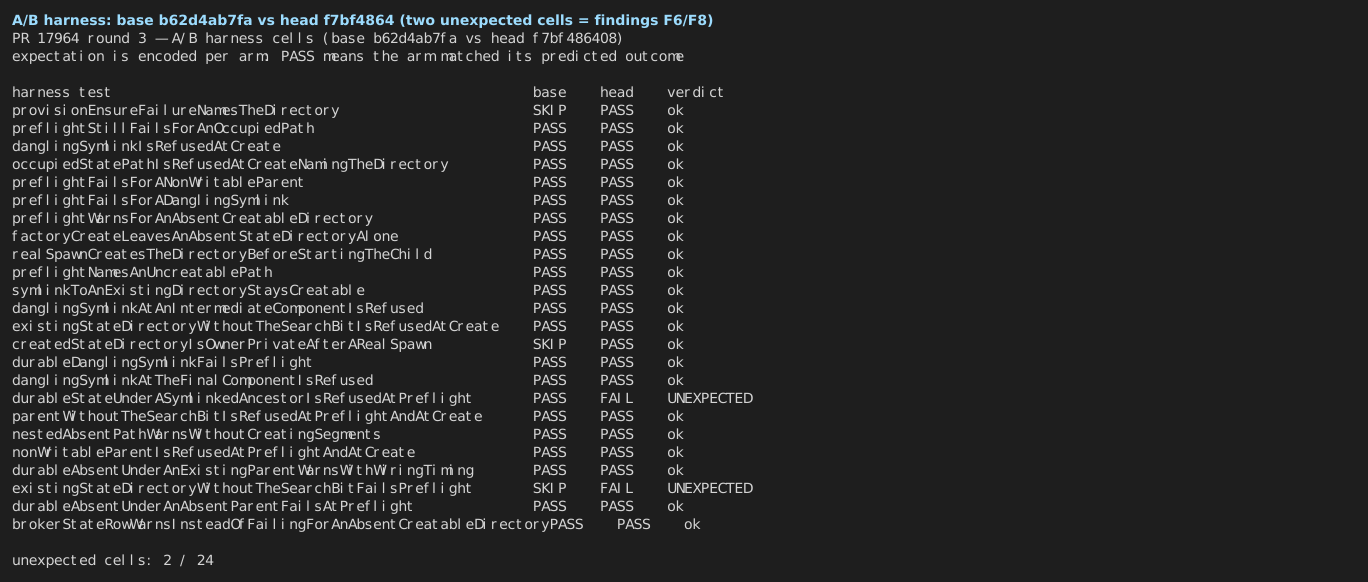 A/B harness: base b62d4ab7fa vs head f7bf4864 (two unexpected cells = findings F6/F8)
PR 17964 round 3 — A/B harness cells (base b62d4ab7fa vs head f7bf486408)
expectation is encoded per arm. PASS means the arm matched its predicted outcome
harness test base head verdict
provisionEnsureFailureNamesTheDirectory SKIP PASS ok
preflightStillFailsForAnOccupiedPath PASS PASS ok
danglingSymlinkIsRefusedAtCreate PASS PASS ok
occupiedStatePathIsRefusedAtCreateNamingTheDirectory PASS PASS ok
preflightFailsForANonWritableParent PASS PASS ok
preflightFailsForADanglingSymlink PASS PASS ok
preflightWarnsForAnAbsentCreatableDirectory PASS PASS ok
factoryCreateLeavesAnAbsentStateDirectoryAlone PASS PASS ok
realSpawnCreatesTheDirectoryBeforeStartingTheChild PASS PASS ok
preflightNamesAnUncreatablePath PASS PASS ok
symlinkToAnExistingDirectoryStaysCreatable PASS PASS ok
danglingSymlinkAtAnIntermediateComponentIsRefused PASS PASS ok
existingStateDirectoryWithoutTheSearchBitIsRefusedAtCreate PASS PASS ok
createdStateDirectoryIsOwnerPrivateAfterARealSpawn SKIP PASS ok
durableDanglingSymlinkFailsPreflight PASS PASS ok
danglingSymlinkAtTheFinalComponentIsRefused PASS PASS ok
durableStateUnderASymlinkedAncestorIsRefusedAtPreflight PASS FAIL UNEXPECTED
parentWithoutTheSearchBitIsRefusedAtPreflightAndAtCreate PASS PASS ok
nestedAbsentPathWarnsWithoutCreatingSegments PASS PASS ok
nonWritableParentIsRefusedAtPreflightAndAtCreate PASS PASS ok
durableAbsentUnderAnExistingParentWarnsWithWiringTiming PASS PASS ok
existingStateDirectoryWithoutTheSearchBitFailsPreflight SKIP FAIL UNEXPECTED
durableAbsentUnderAnAbsentParentFailsAtPreflight PASS PASS ok
brokerStateRowWarnsInsteadOfFailingForAnAbsentCreatableDirectoryPASS PASS ok
unexpected cells: 2 / 24